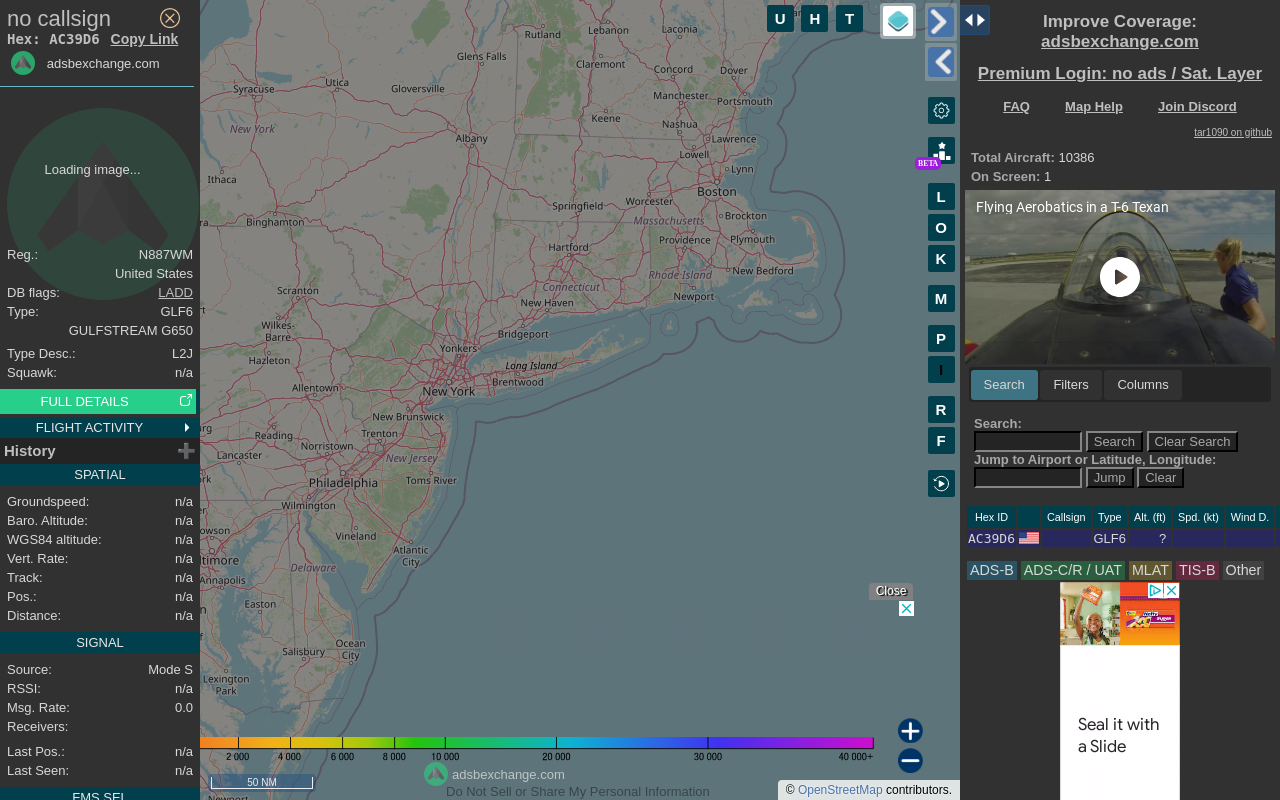 no callsign
Hex: AC39D6 Copy Link
adsbexchange.com
Loading image...
Reg.: N887WM
United States
DB flags: LADD
Type: GLF6
GULFSTREAM G650
Type Desc.: L2J
Squawk: n/a
FULL DETAILS
FLIGHT ACTIVITY
History
SPATIAL
Groundspeed: n/a
Baro. Altitude: n/a
WGS84 altitude: n/a
Vert. Rate: n/a
Track: n/a
Pos.: n/a
Distance: n/a
SIGNAL
Source: Mode S
RSSI: n/a
Msg. Rate: 0.0
Receivers:
Last Pos.: n/a
Last Seen: n/a
FMS SEL
U H T
Rutland
Lebanon
Laconia
Glens Falls
Claremont
Concord
Dover
Utica
Syracuse
Gloversville
Manchester
Portsmouth
Keene
Nashua
New York
Albany
Lawrence
Lowell
Lynn
Ithaca
Boston
Worcester
Springfield
Massachusetts
Brockton
Binghamton
Hartford
Providence
Plymouth
Rhode Island
New Bedford
Connecticut
Newport
Scranton
New Haven
Wilkes-
Barre
Bridgeport
Yonkers
Hazleton
Long Island
Brentwood
Allentown
New York
New Brunswick
Reading
Trenton
Norristown
Lancaster
New Jersey
Toms River
Philadelphia
Wilmington
Vineland
Atlantic
City
Delaware
Annapolis
Easton
Ocean
City
Salisbury
Lexington
Park
L
O
K
M
P
I
R
F
BETA
Close
2 000 4 000 6 000 8 000 10 000 20 000 30 000 40 000+
50 NM
adsbexchange.com
Do Not Sell or Share My Personal Information
© OpenStreetMap contributors.
Improve Coverage:
adsbexchange.com
Premium Login: no ads / Sat. Layer
FAQ Map Help Join Discord
tar1090 on github
Total Aircraft: 10386
On Screen: 1
Flying Aerobatics in a T-6 Texan
Search Filters Columns
Search:
Search Clear Search
Jump to Airport or Latitude, Longitude:
Jump Clear
Hex ID Callsign Type Alt. (ft) Spd. (kt) Wind D.
AC39D6 GLF6 ?
ADS-B ADS-C/R / UAT MLAT TIS-B Other
Seal it with
a Slide